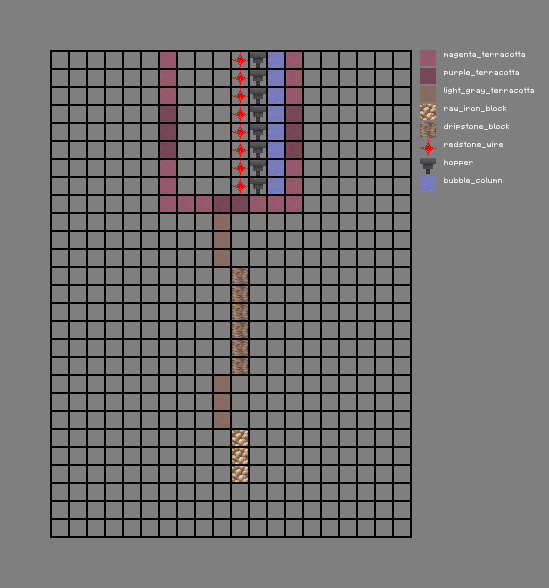 magenta_terracotta
purple_terracotta
light_gray_terracotta
raw_iron_block
dripstone_block
redstone_wire
hopper
bubble_column